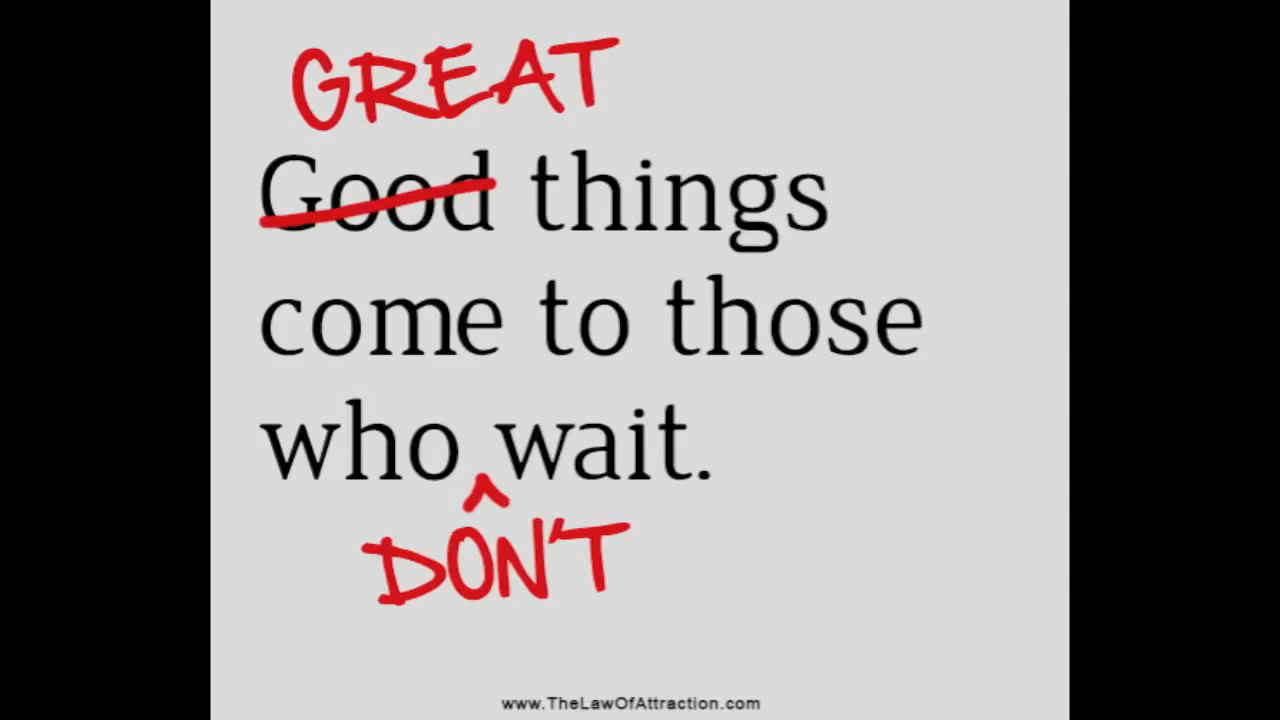 GREAT
Good things
come to those
who wait.
DON'T
www.TheLawOfAttraction.com